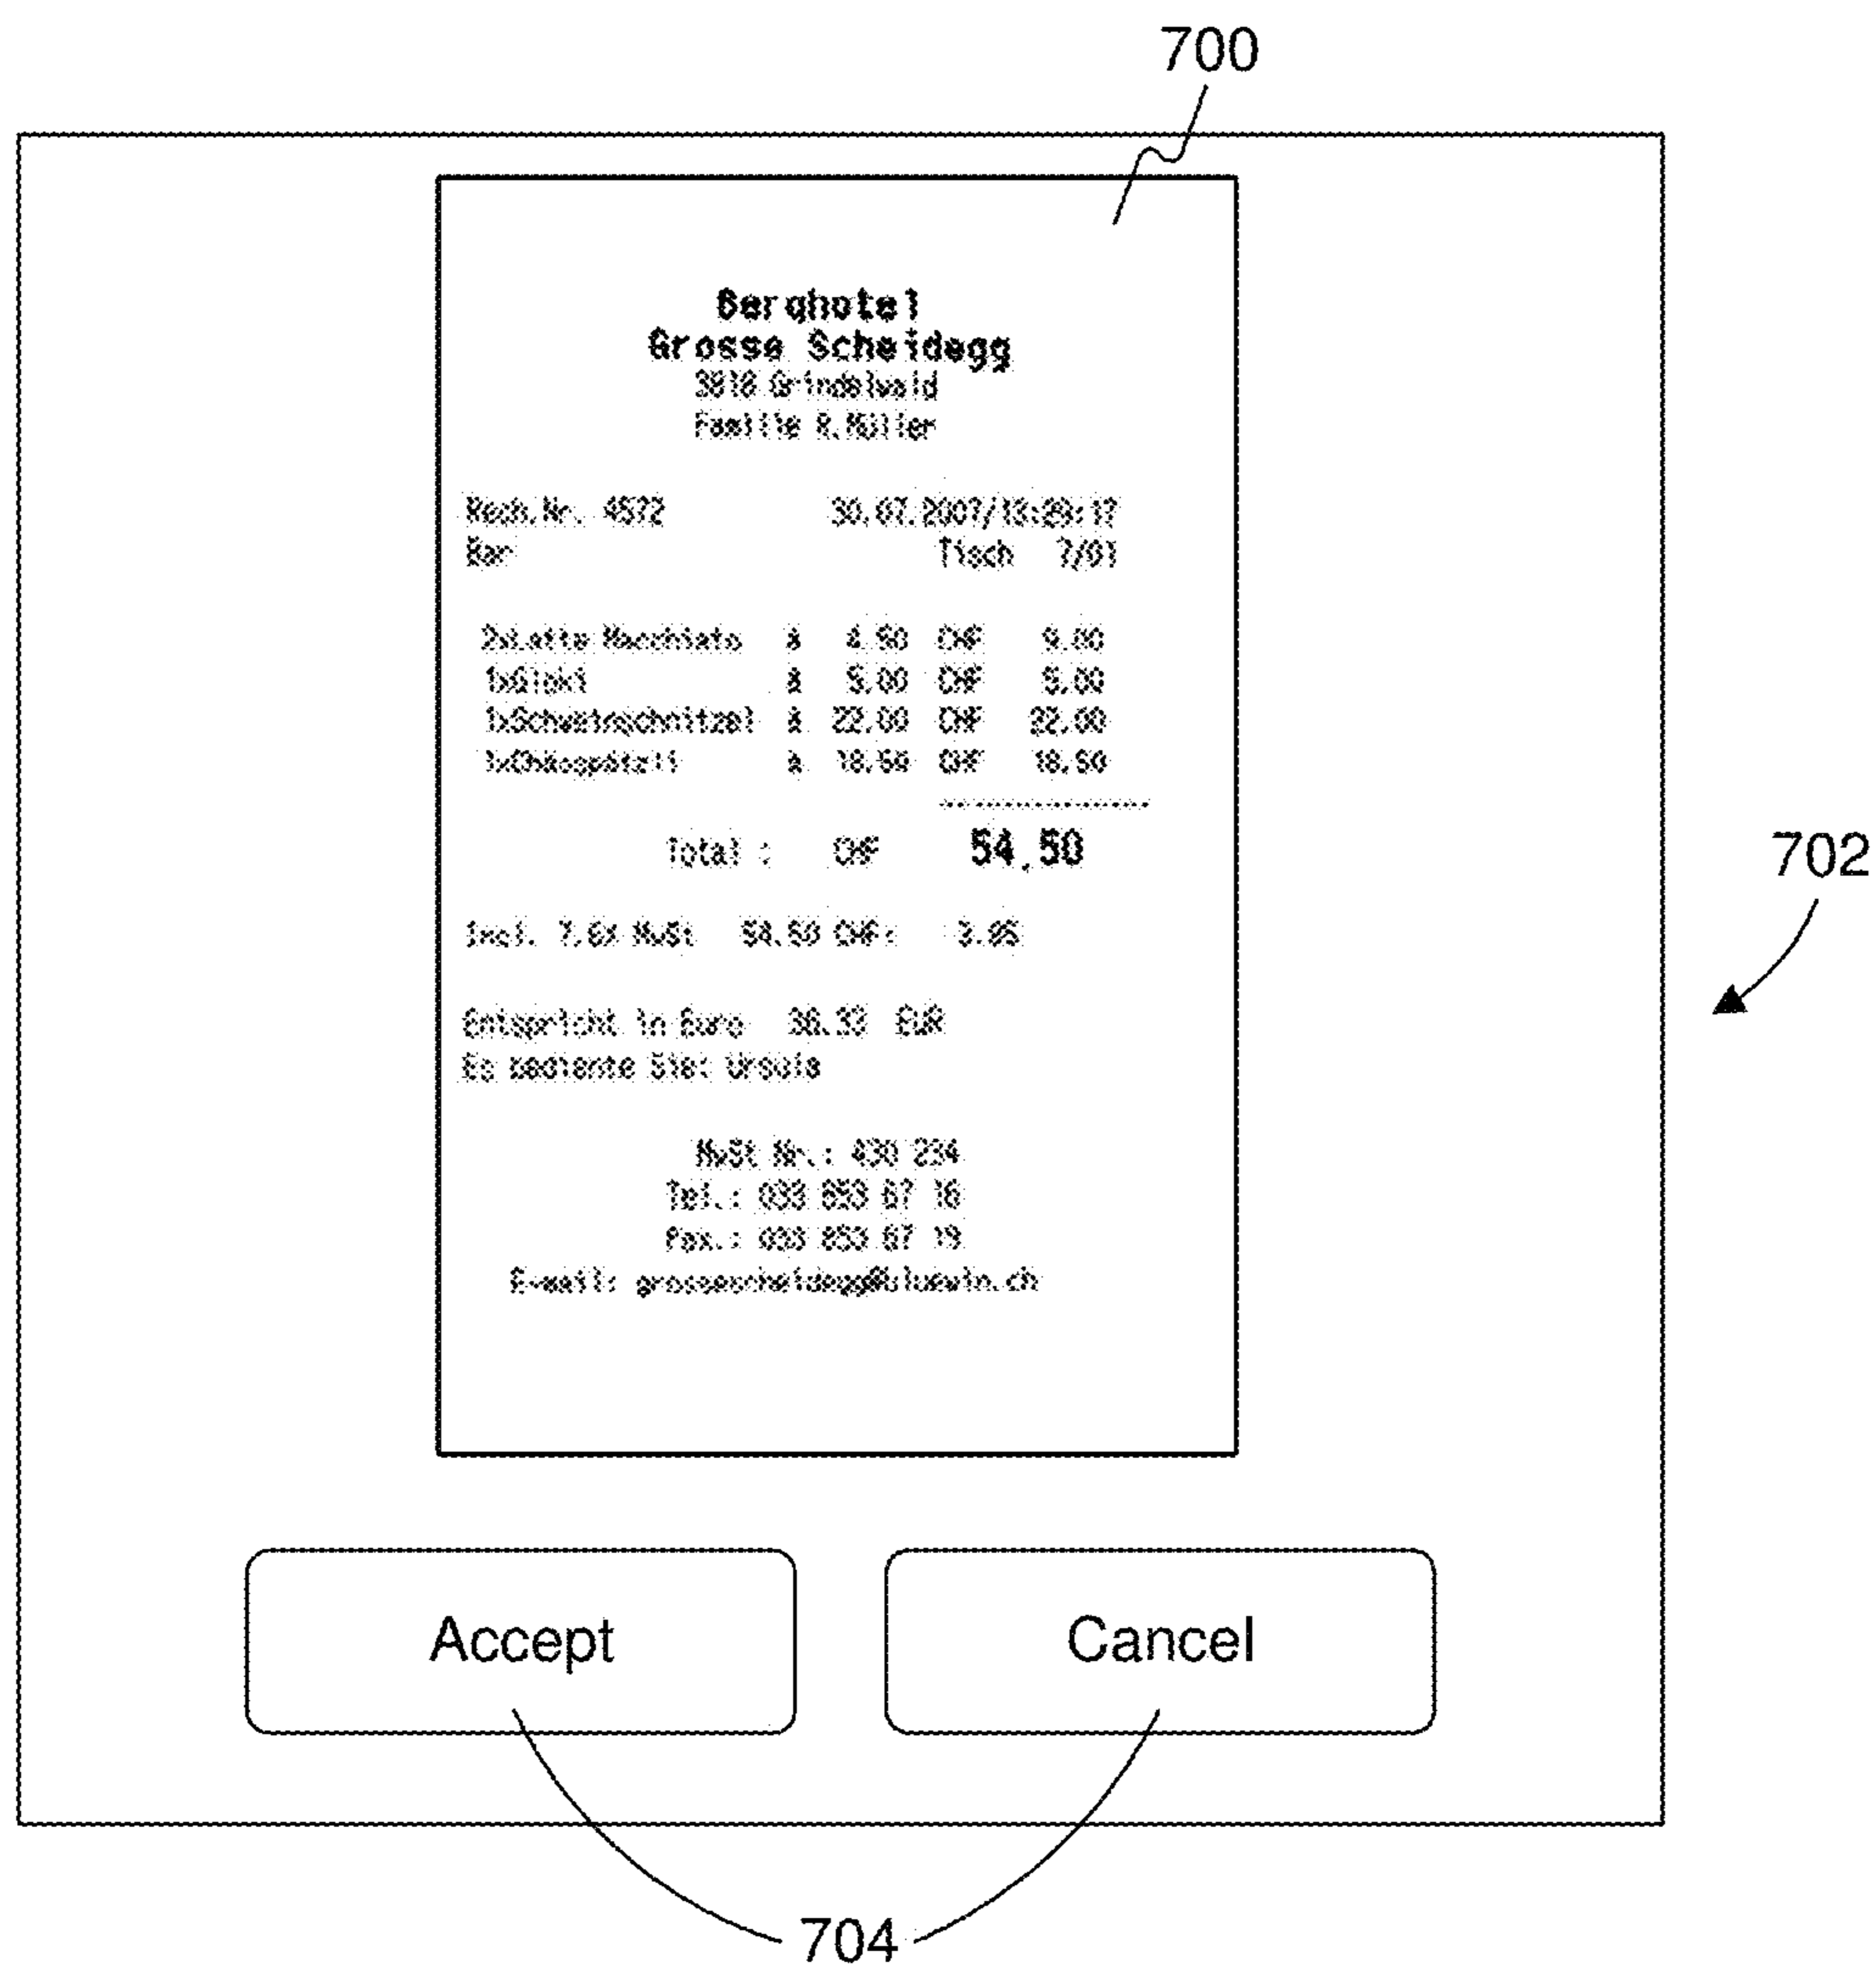 700
Berghotel
Grosse Scheidegg
3818 Grindelwald
Familie R.Müller
Rech.Nr. 4572 30.07.2007/13:29:17
Bar Tisch 7/01
2xLatte Macchiato à 4.50 CHF 9.00
1xGloki à 5.00 CHF 5.00
1xSchweinschnitzel à 22.00 CHF 22.00
1xChässpätzli à 18.50 CHF 18.50
Total : CHF 54.50
702
Incl. 7.6% MwSt 54.50 CHF: 3.85
Entspricht in Euro 36.33 EUR
Es bediente Sie: Ursula
MwSt Nr.: 430 234
Tel.: 033 853 67 16
Fax.: 033 853 67 19
E-mail: grossescheidegg@bluewin.ch
Accept Cancel
704